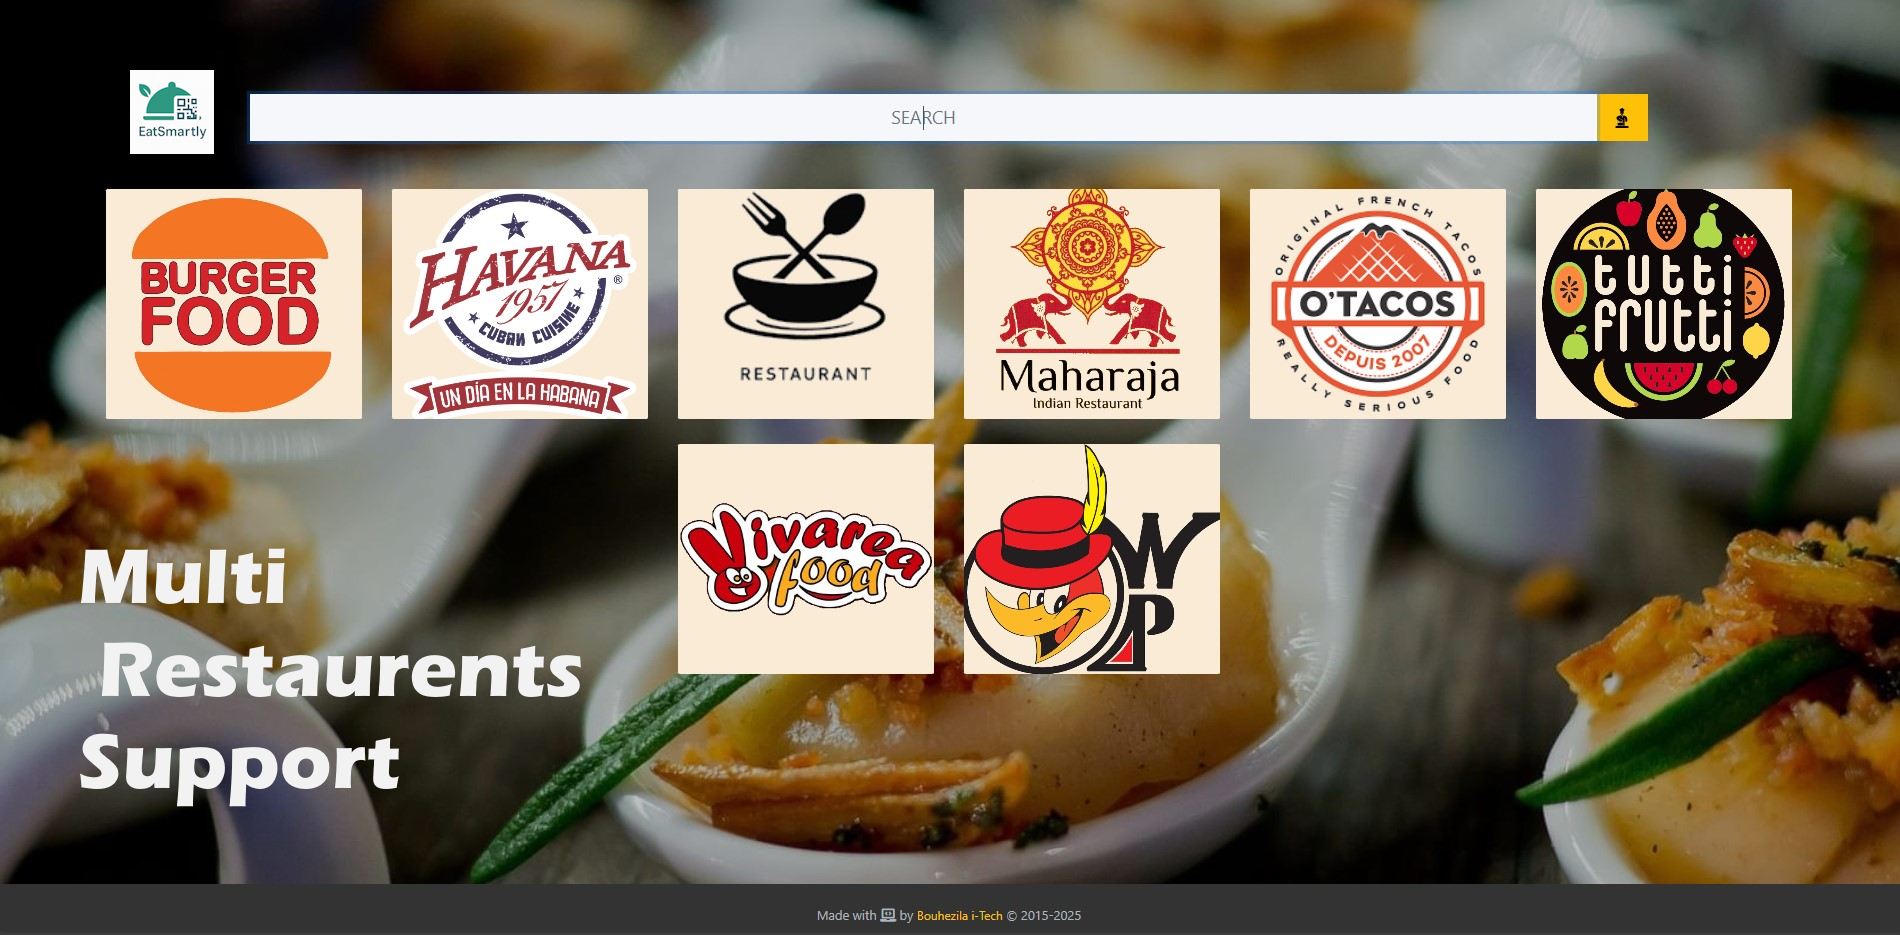 EatSmartly
SEARCH
BURGER
FOOD
HAVANA
®
1957
CUBAN CUISINE
UN DÍA EN LA HABANA
RESTAURANT
Maharaja
Indian Restaurant
ORIGINAL FRENCH TACOS
O'TACOS
DEPUIS 2007
REALLY SERIOUS FOOD
tutti
frutti
Vivarea
food
W
P
Multi
Restaurents
Support
Made with by Bouhezila i-Tech © 2015-2025